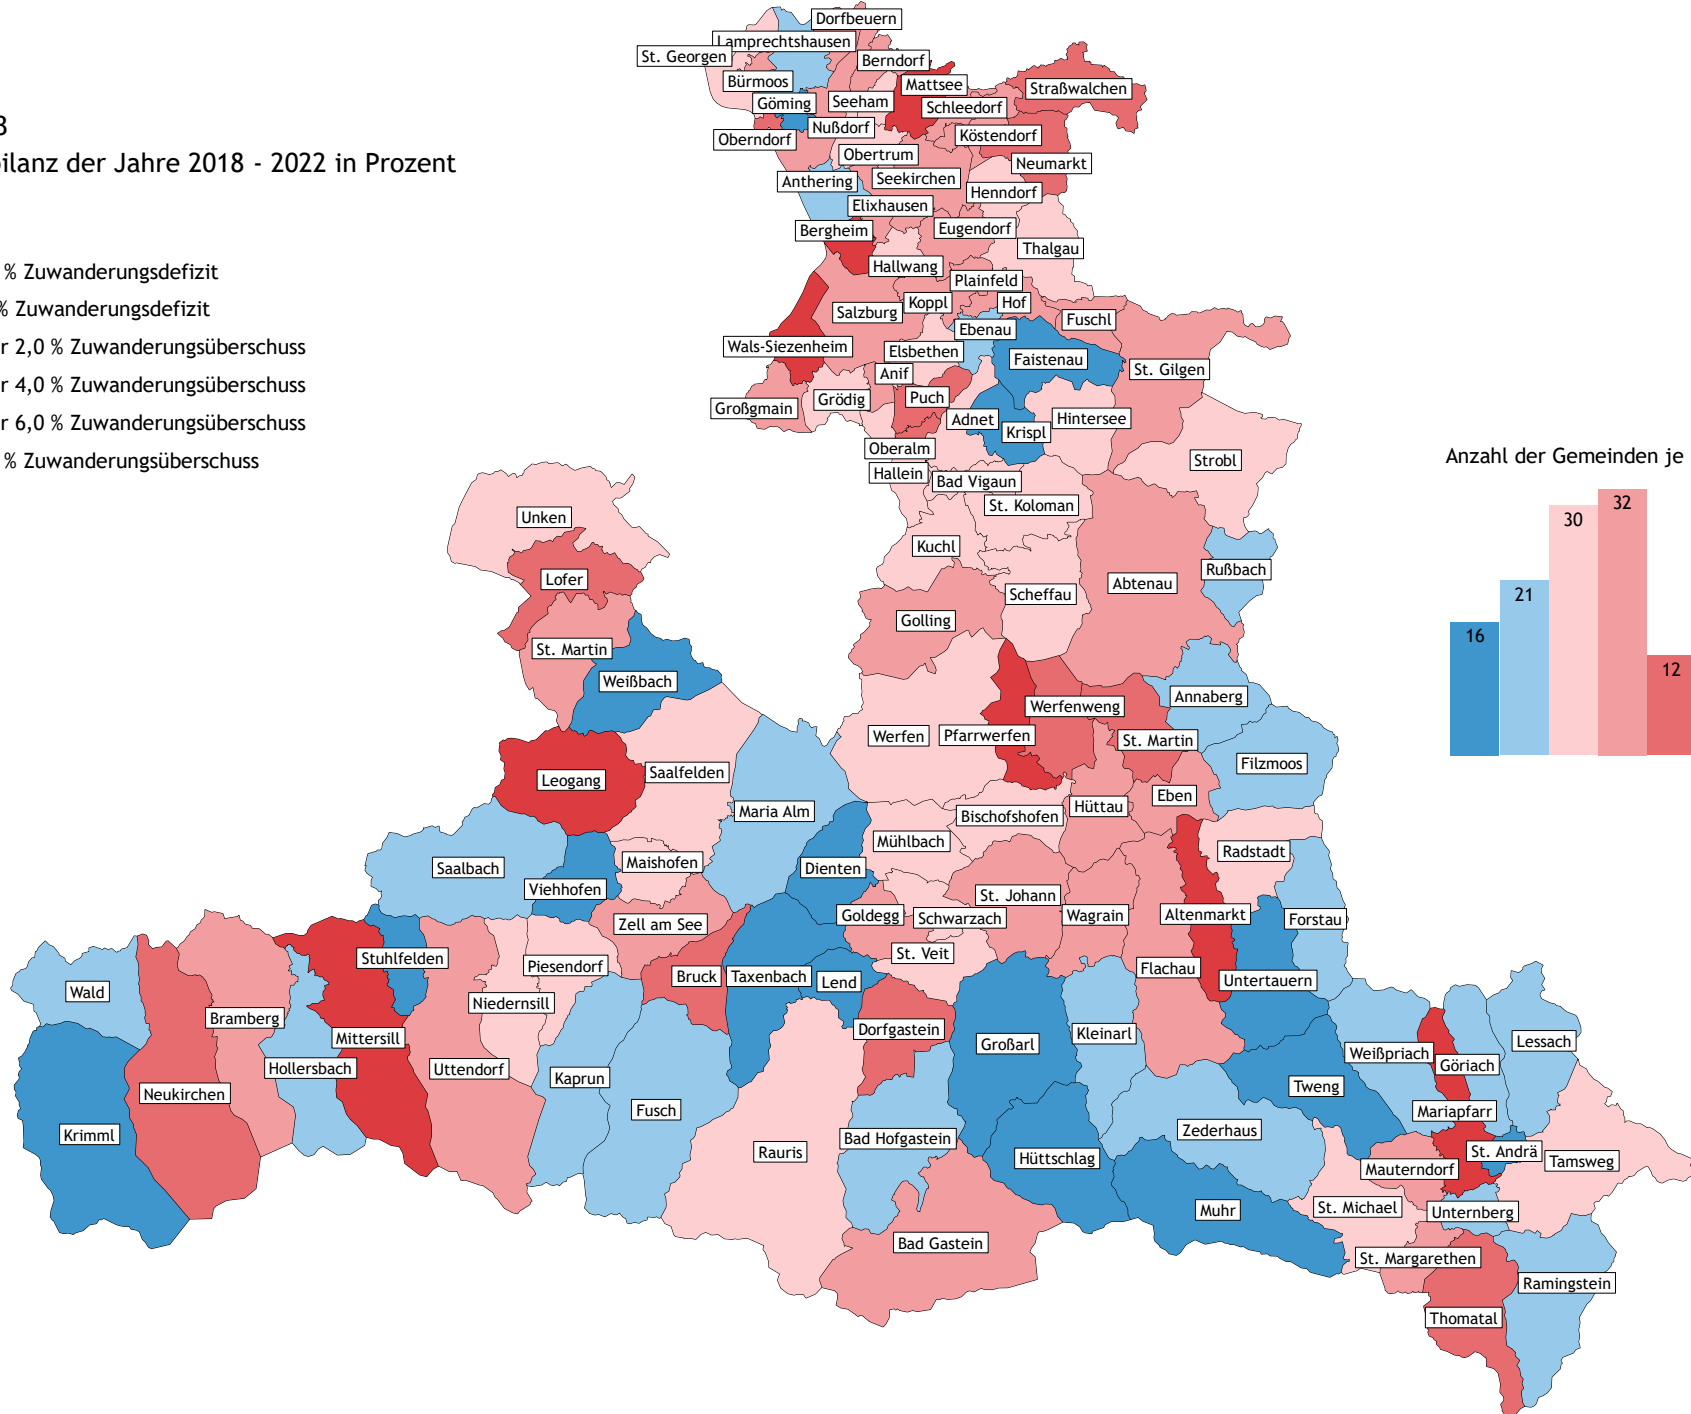 3
bilanz der Jahre 2018 - 2022 in Prozent
% Zuwanderungsdefizit
% Zuwanderungsdefizit
r 2,0 % Zuwanderungsüberschuss
r 4,0 % Zuwanderungsüberschuss
r 6,0 % Zuwanderungsüberschuss
% Zuwanderungsüberschuss
Dorfbeuern
Lamprechtshausen
St. Georgen
Berndorf
Bürmoos
Mattsee
Straßwalchen
Göming
Seeham
Schleedorf
Nußdorf
Oberndorf
Köstendorf
Obertrum
Neumarkt
Anthering
Seekirchen
Henndorf
Elixhausen
Bergheim
Eugendorf
Thalgau
Hallwang
Plainfeld
Salzburg
Koppl
Hof
Fuschl
Ebenau
Wals-Siezenheim
Elsbethen
Faistenau
St. Gilgen
Anif
Großgmain
Grödig
Puch
Adnet
Krispl
Hintersee
Oberalm
Hallein
Bad Vigaun
Strobl
St. Koloman
Kuchl
Rußbach
Scheffau
Abtenau
Golling
Anzahl der Gemeinden je
16
21
30
32
12
Unken
Lofer
St. Martin
Weißbach
Annaberg
Werfenweng
Werfen
Pfarrwerfen
St. Martin
Filzmoos
Leogang
Saalfelden
Maria Alm
Eben
Hüttau
Bischofshofen
Mühlbach
Radstadt
Saalbach
Maishofen
Dienten
Viehhofen
St. Johann
Goldegg
Schwarzach
Wagrain
Altenmarkt
Forstau
Zell am See
St. Veit
Stuhlfelden
Piesendorf
Bruck
Taxenbach
Lend
Flachau
Untertauern
Wald
Niedernsill
Bramberg
Mittersill
Dorfgastein
Großarl
Kleinarl
Weißpriach
Lessach
Göriach
Hollersbach
Uttendorf
Kaprun
Tweng
Neukirchen
Fusch
Mariapfarr
Krimml
Zederhaus
Bad Hofgastein
Rauris
Hüttschlag
St. Andrä
Mauterndorf
Tamsweg
Muhr
St. Michael
Unternberg
Bad Gastein
St. Margarethen
Ramingstein
Thomatal